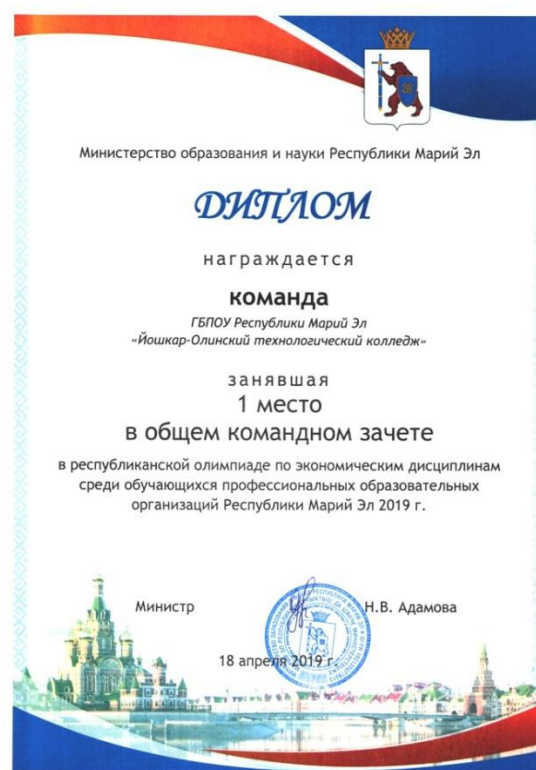 Министерство образования и науки Республики Марий Эл
ДИПЛОМ
награждается
команда
ГБПОУ Республики Марий Эл
«Йошкар-Олинский технологический колледж»
занявшая
1 место
в общем командном зачете
в республиканской олимпиаде по экономическим дисциплинам
среди обучающихся профессиональных образовательных
организаций Республики Марий Эл 2019 г.
Министр
Н.В. Адамова
18 апреля 2019 г.